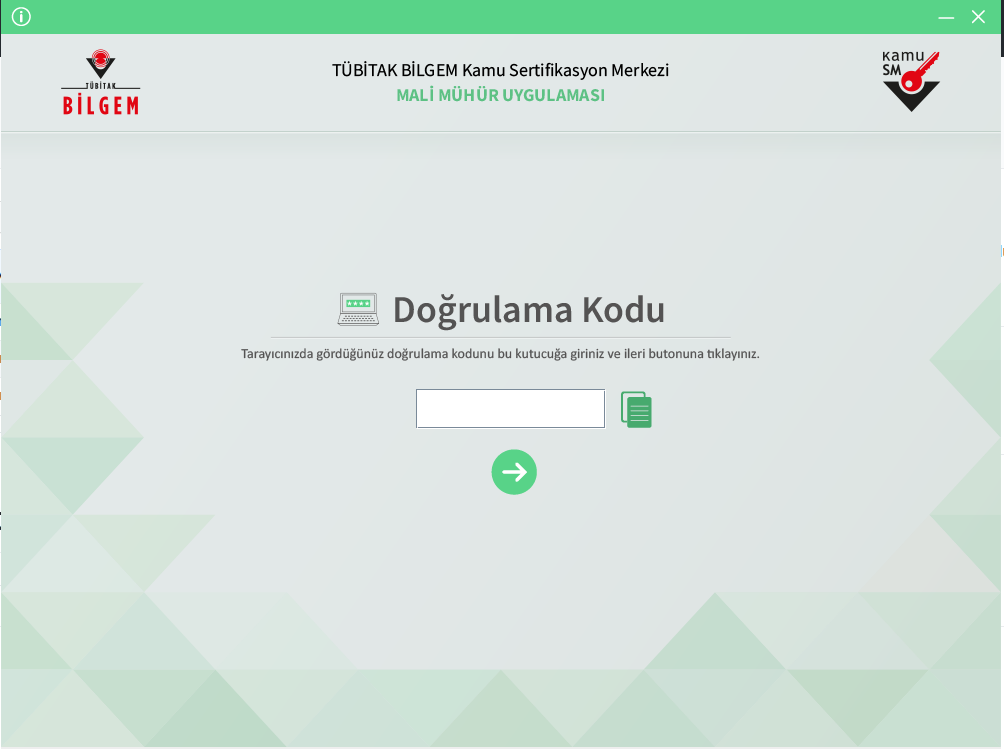 TÜBİTAK BİLGEM Kamu Sertifikasyon Merkezi
MALİ MÜHÜR UYGULAMASI
TÜBİTAK
BİLGEM
Kamu
SM
Doğrulama Kodu
Tarayıcınızda gördüğünüz doğrulama kodunu bu kutucuğa giriniz ve ileri butonuna tıklayınız.